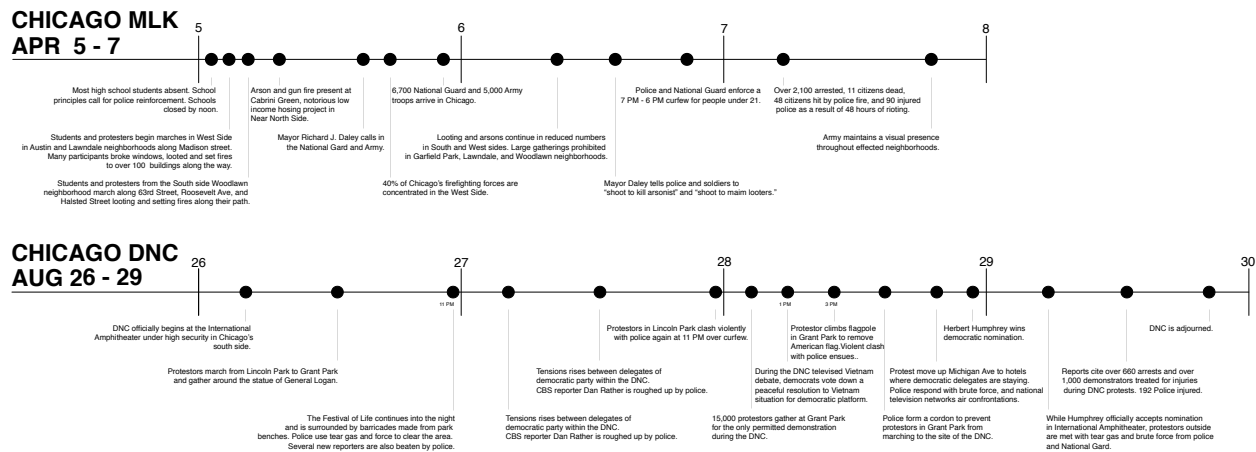 CHICAGO MLK
APR 5 - 7
5
6
7
8
Most high school students absent. School
principles call for police reinforcement. Schools
closed by noon.
Students and protesters begin marches in West Side
in Austin and Lawndale neighborhoods along Madison street.
Many participants broke windows, looted and set fires
to over 100 buildings along the way.
Students and protesters from the South side Woodlawn
neighborhood march along 63rd Street, Roosevelt Ave, and
Halsted Street looting and setting fires along their path.
Arson and gun fire present at
Cabrini Green, notorious low
income hosing project in
Near North Side.
Mayor Richard J. Daley calls in
the National Gard and Army.
6,700 National Guard and 5,000 Army
troops arrive in Chicago.
40% of Chicago's firefighting forces are
concentrated in the West Side.
Looting and arsons continue in reduced numbers
in South and West sides. Large gatherings prohibited
in Garfield Park, Lawndale, and Woodlawn neighborhoods.
Mayor Daley tells police and soldiers to
“shoot to kill arsonist” and “shoot to maim looters.”
Police and National Guard enforce a
7 PM - 6 PM curfew for people under 21.
Over 2,100 arrested, 11 citizens dead,
48 citizens hit by police fire, and 90 injured
police as a result of 48 hours of rioting.
Army maintains a visual presence
throughout effected neighborhoods.
CHICAGO DNC
AUG 26 - 29
26
27
28
29
30
11 PM
1 PM
3 PM
DNC officially begins at the International
Amphitheater under high security in Chicago's
south side.
Protestors march from Lincoln Park to Grant Park
and gather around the statue of General Logan.
The Festival of Life continues into the night
and is surrounded by barricades made from park
benches. Police use tear gas and force to clear the area.
Several new reporters are also beaten by police.
Tensions rises between delegates of
democratic party within the DNC.
CBS reporter Dan Rather is roughed up by police.
Tensions rises between delegates of
democratic party within the DNC.
CBS reporter Dan Rather is roughed up by police.
Protestors in Lincoln Park clash violently
with police again at 11 PM over curfew.
15,000 protestors gather at Grant Park
for the only permitted demonstration
during the DNC.
During the DNC televised Vietnam
debate, democrats vote down a
peaceful resolution to Vietnam
situation for democratic platform.
Protestor climbs flagpole
in Grant Park to remove
American flag.Violent clash
with police ensues..
Protest move up Michigan Ave to hotels
where democratic delegates are staying.
Police respond with brute force, and national
television networks air confrontations.
Police form a cordon to prevent
protestors in Grant Park from
marching to the site of the DNC.
Herbert Humphrey wins
democratic nomination.
While Humphrey officially accepts nomination
in International Amphitheater, protestors outside
are met with tear gas and brute force from police
and National Gard.
Reports cite over 660 arrests and over
1,000 demonstrators treated for injuries
during DNC protests. 192 Police injured.
DNC is adjourned.